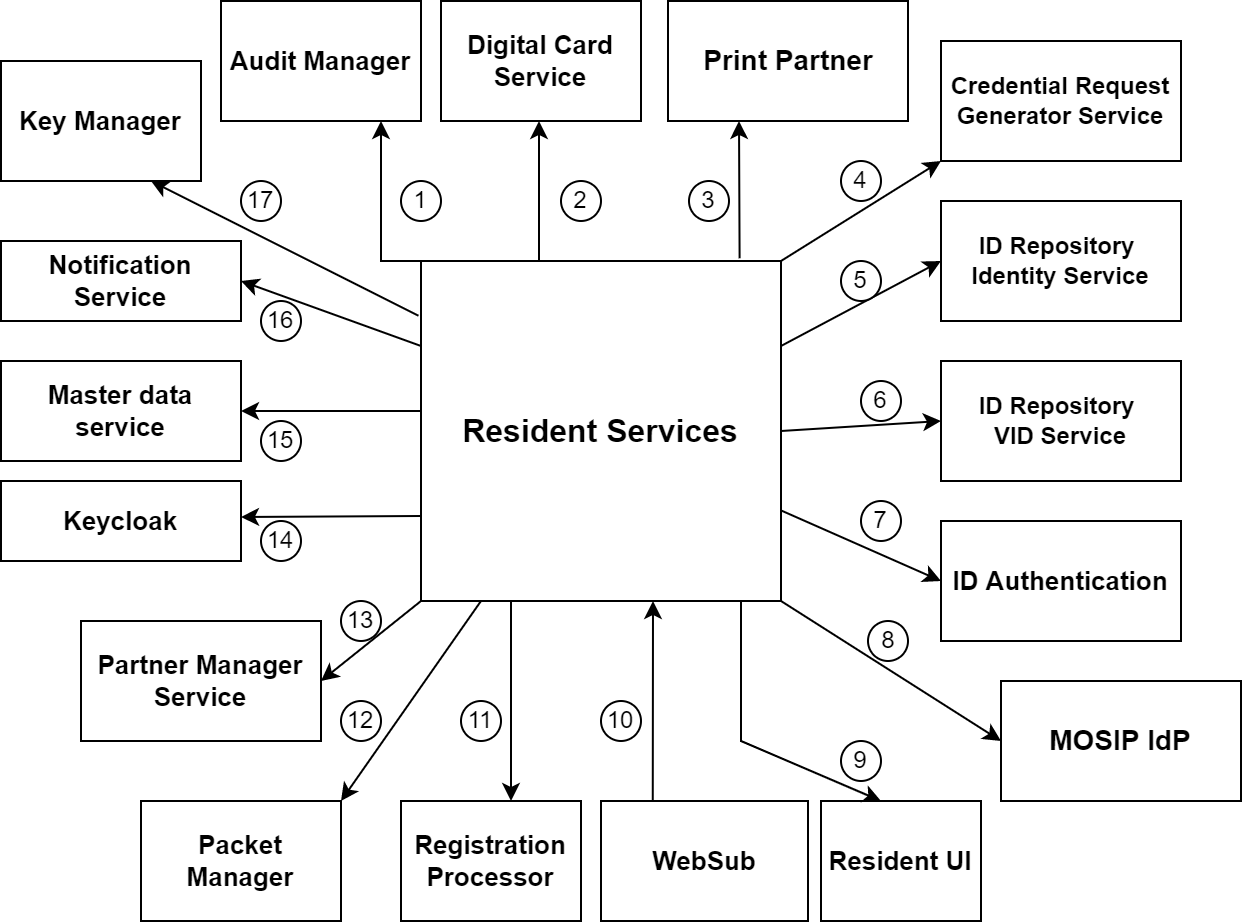 Audit Manager
Digital Card
Service
Print Partner
Credential Request
Generator Service
Key Manager
17
1
2
3
4
ID Repository
Identity Service
Notification
Service
16
5
Master data
service
15
Resident Services
6
ID Repository
VID Service
Keycloak
14
7
ID Authentication
13
8
Partner Manager
Service
12
11
10
9
MOSIP IdP
Packet
Manager
Registration
Processor
WebSub
Resident UI